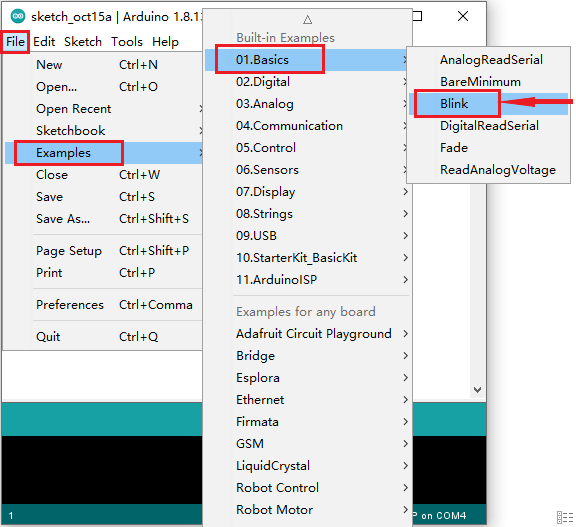 sketch_oct15a | Arduino 1.8.13
File Edit Sketch Tools Help
New Ctrl+N
Open... Ctrl+O
Open Recent
Sketchbook
Examples
Close Ctrl+W
Save Ctrl+S
Save As... Ctrl+Shift+S
Page Setup Ctrl+Shift+P
Print Ctrl+P
Preferences Ctrl+Comma
Quit Ctrl+Q
Built-in Examples
01.Basics
02.Digital
03.Analog
04.Communication
05.Control
06.Sensors
07.Display
08.Strings
09.USB
10.StarterKit_BasicKit
11.ArduinoISP
Examples for any board
Adafruit Circuit Playground
Bridge
Esplora
Ethernet
Firmata
GSM
LiquidCrystal
Robot Control
Robot Motor
AnalogReadSerial
BareMinimum
Blink
DigitalReadSerial
Fade
ReadAnalogVoltage
1
on COM4